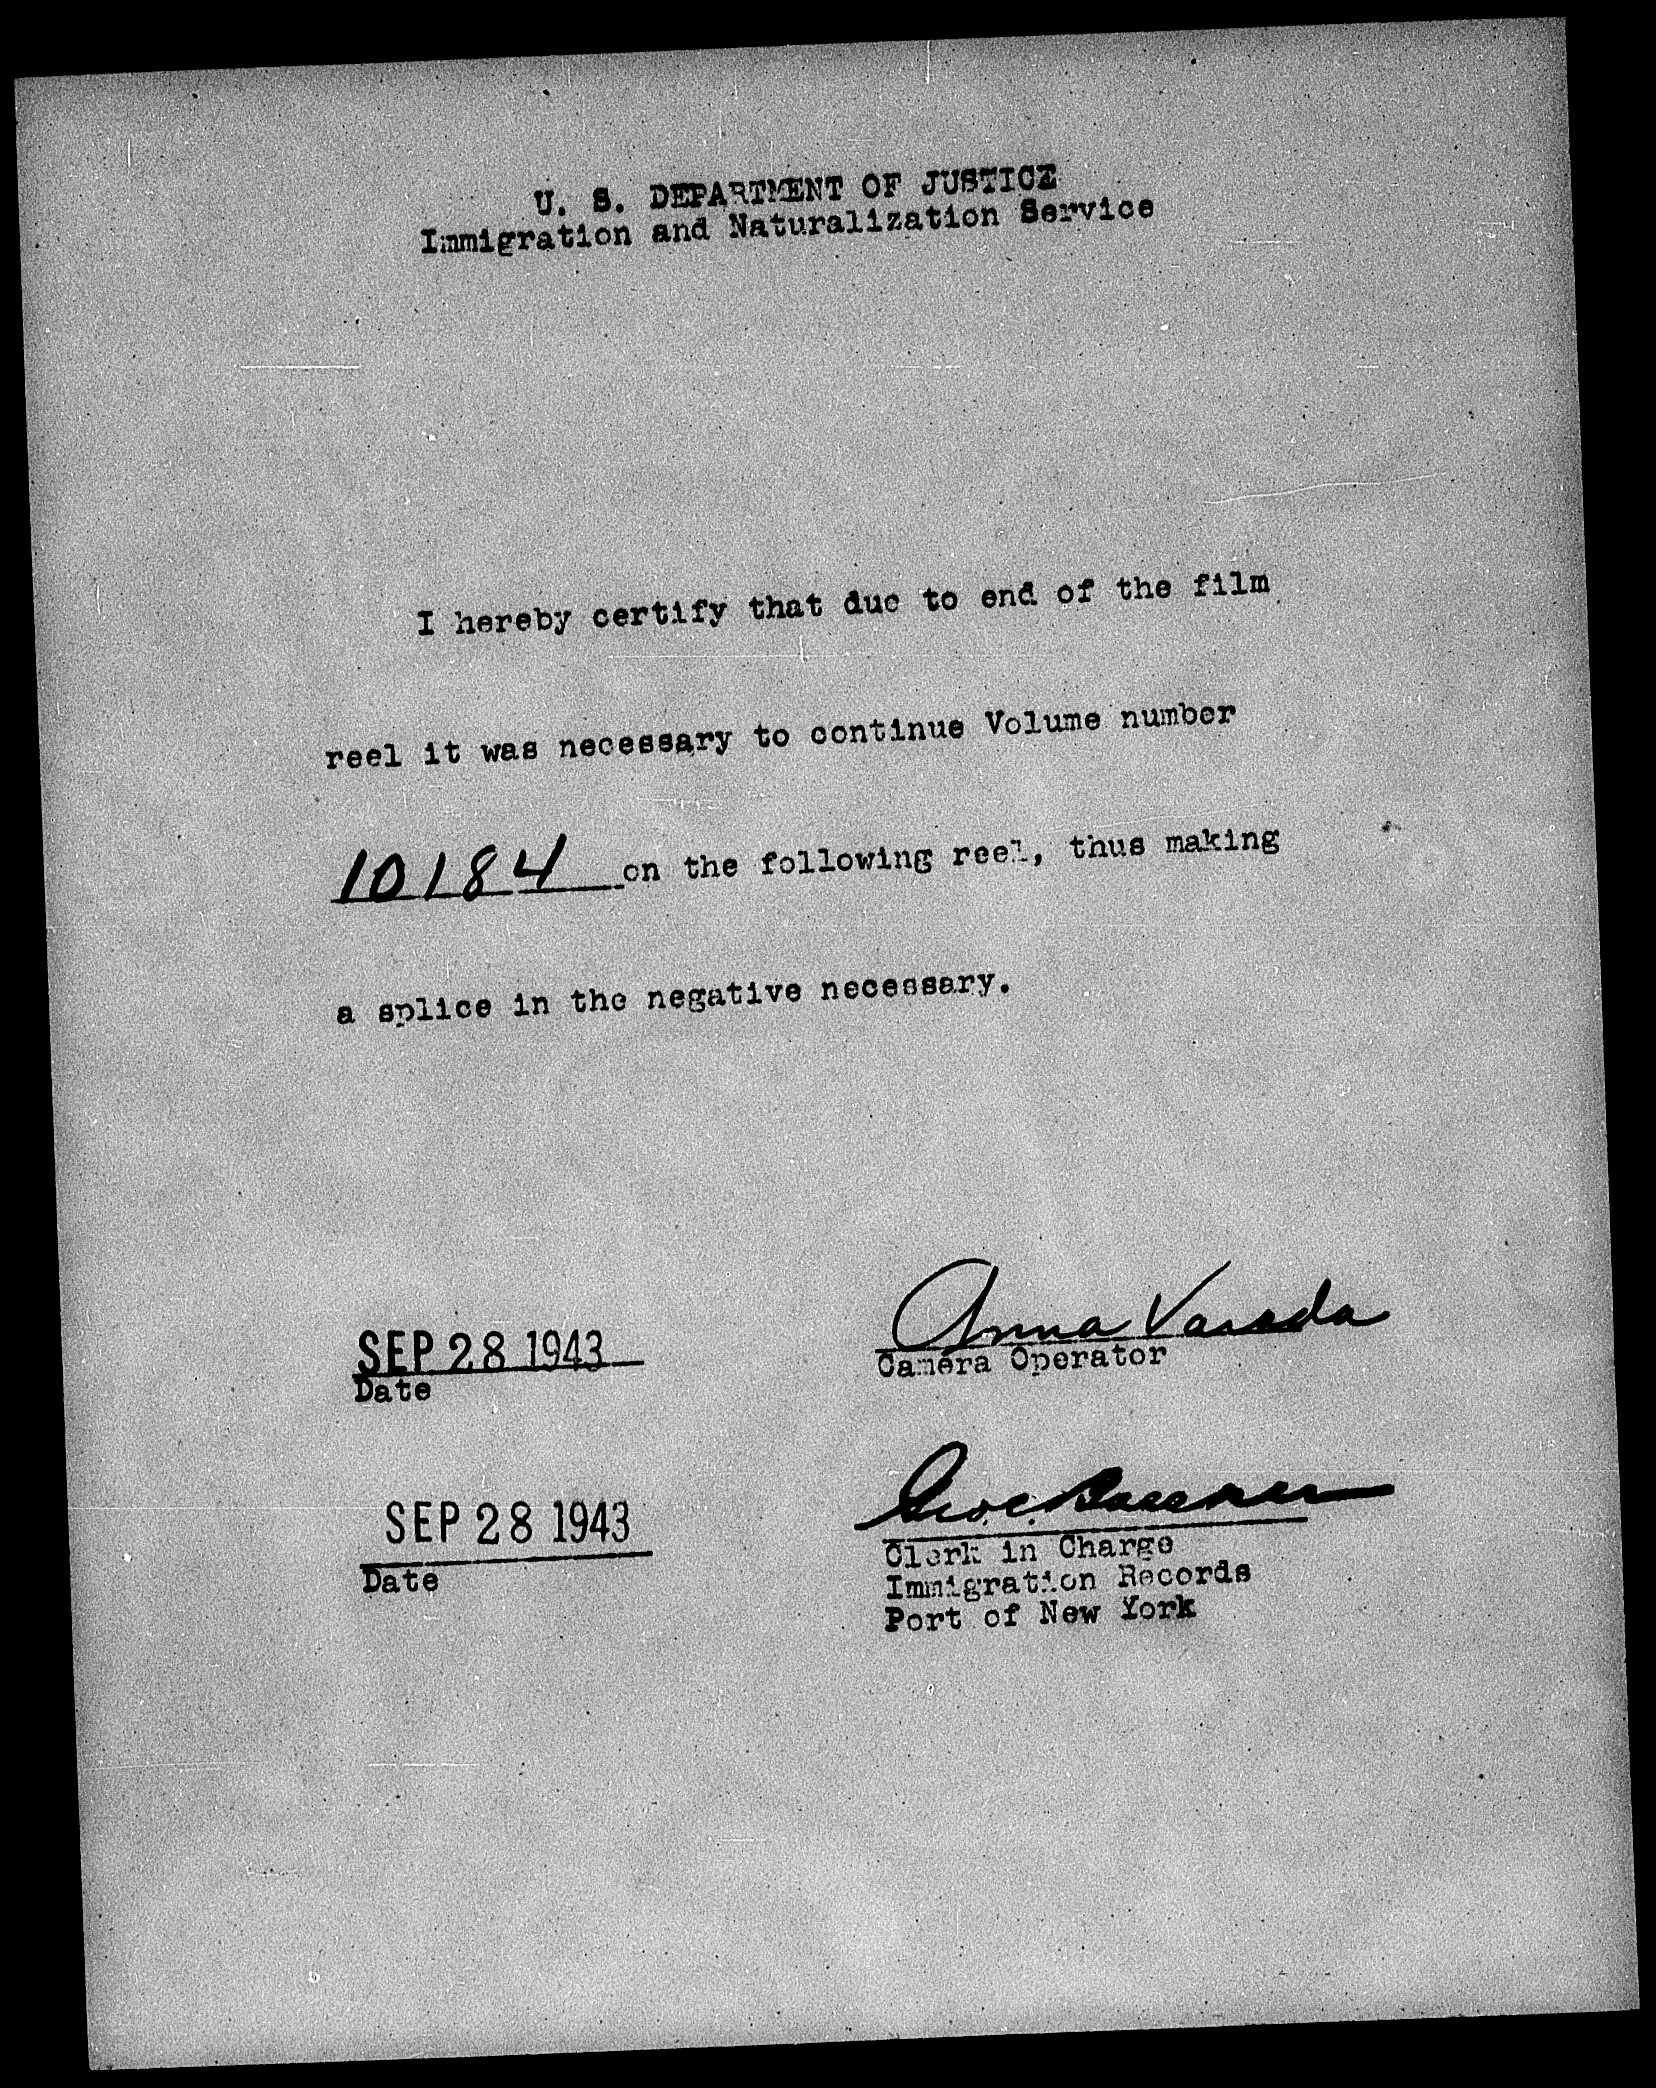 U. S. DEPARTMENT OF JUSTICE
Immigration and Naturalization Service
I hereby certify that due to end of the film
reel it was necessary to continue Volume number
10184 on the following reel, thus making
a splice in the negative necessary.
SEP 28 1943
Date
Anna
Camera Operator
SEP 28 1943
Date
Clerk in Charge
Immigration Records
Port of New York